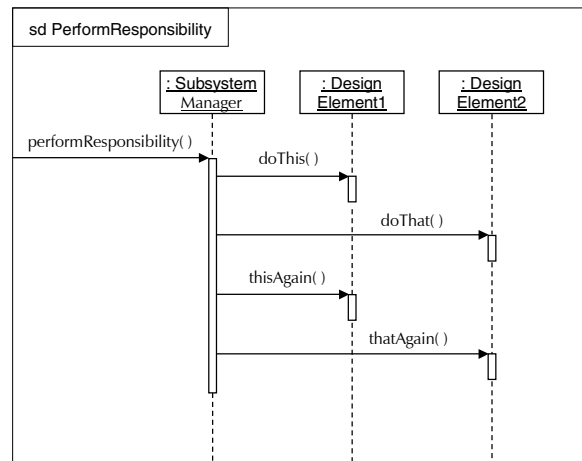 sd PerformResponsibility
: Subsystem
Manager
: Design
Element1
: Design
Element2
performResponsibility( )
doThis( )
doThat( )
thisAgain( )
thatAgain( )